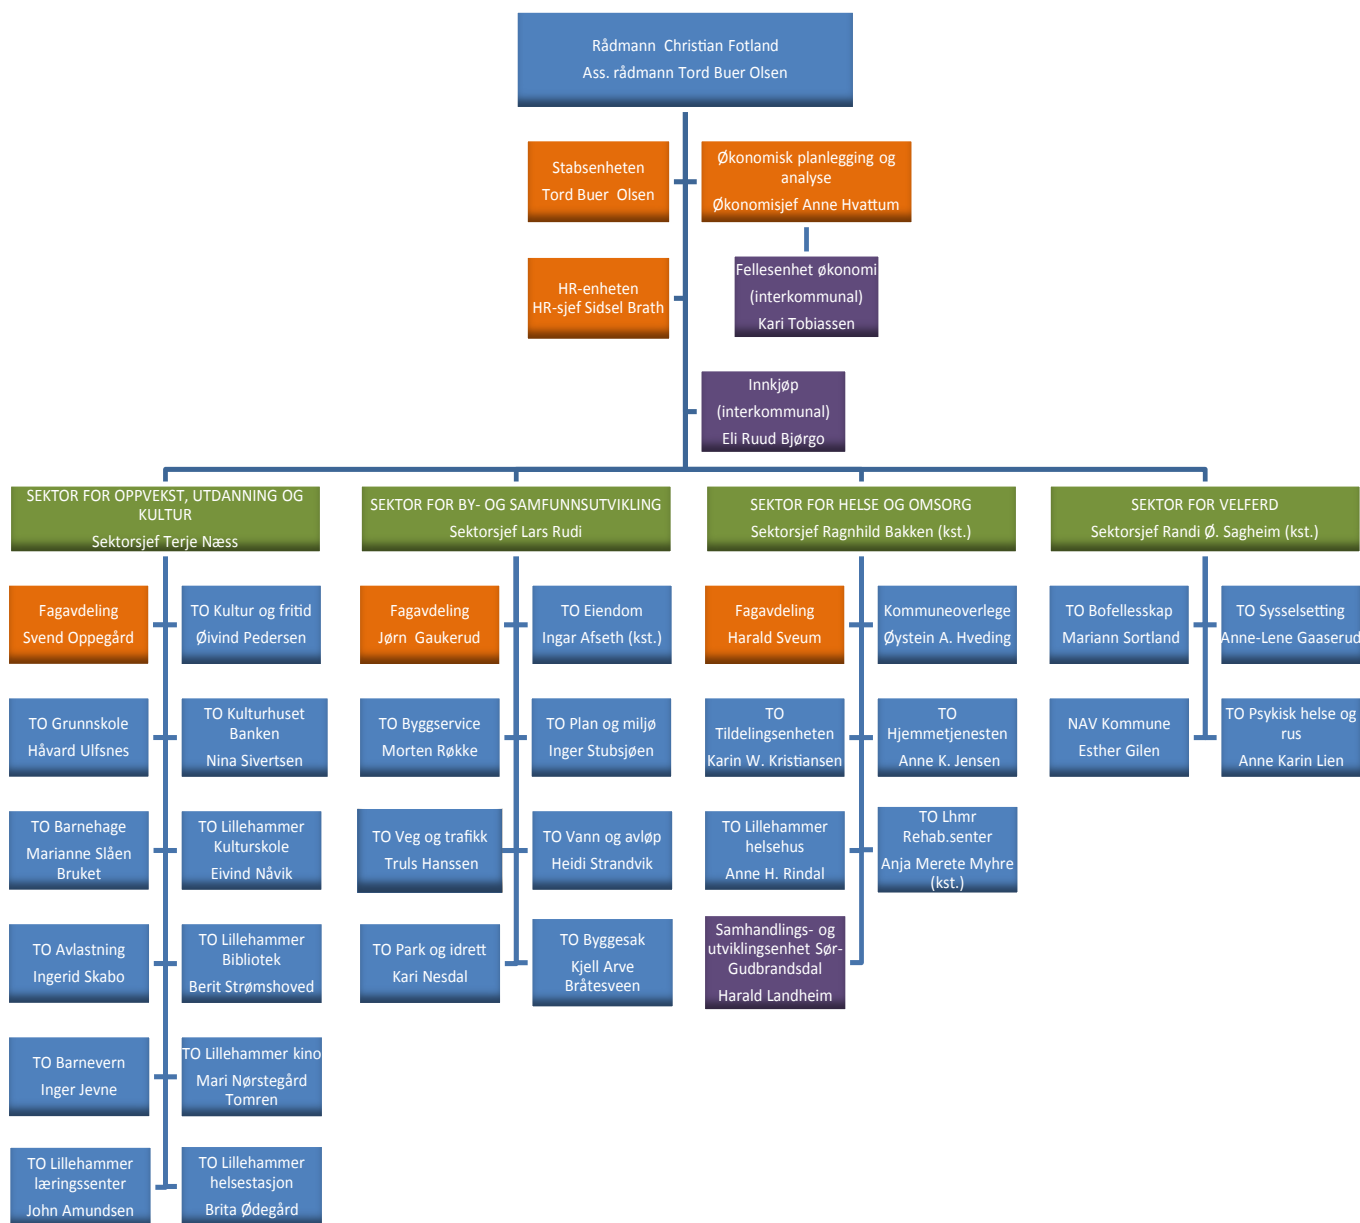 Rådmann  Christian Fotland
Ass. rådmann Tord Buer Olsen
Stabsenheten
Tord Buer  Olsen
Økonomisk planlegging og
analyse
Økonomisjef Anne Hvattum
HR-enheten
HR-sjef Sidsel Brath
Fellesenhet økonomi
(interkommunal)
Kari Tobiassen
Innkjøp
(interkommunal)
Eli Ruud Bjørgo
SEKTOR FOR OPPVEKST, UTDANNING OG
KULTUR
Sektorsjef Terje Næss
Fagavdeling
Svend Oppegård
TO Kultur og fritid
Øivind Pedersen
TO Grunnskole
Håvard Ulfsnes
TO Kulturhuset
Banken
Nina Sivertsen
TO Barnehage
Marianne Slåen
Bruket
TO Lillehammer
Kulturskole
Eivind Nåvik
TO Avlastning
Ingerid Skabo
TO Lillehammer
Bibliotek
Berit Strømshoved
TO Barnevern
Inger Jevne
TO Lillehammer kino
Mari Nørstegård
Tomren
TO Lillehammer
læringssenter
John Amundsen
TO Lillehammer
helsestasjon
Brita Ødegård
SEKTOR FOR BY- OG SAMFUNNSUTVIKLING
Sektorsjef Lars Rudi
Fagavdeling
Jørn  Gaukerud
TO Eiendom
Ingar Afseth (kst.)
TO Byggservice
Morten Røkke
TO Plan og miljø
Inger Stubsjøen
TO Veg og trafikk
Truls Hanssen
TO Vann og avløp
Heidi Strandvik
TO Park og idrett
Kari Nesdal
TO Byggesak
Kjell Arve
Bråtesveen
SEKTOR FOR HELSE OG OMSORG
Sektorsjef Ragnhild Bakken (kst.)
Fagavdeling
Harald Sveum
Kommuneoverlege
Øystein A. Hveding
TO
Tildelingsenheten
Karin W. Kristiansen
TO
Hjemmetjenesten
Anne K. Jensen
TO Lillehammer
helsehus
Anne H. Rindal
TO Lhmr
Rehab.senter
Anja Merete Myhre
(kst.)
Samhandlings- og
utviklingsenhet Sør-
Gudbrandsdal
Harald Landheim
SEKTOR FOR VELFERD
Sektorsjef Randi Ø. Sagheim (kst.)
TO Bofellesskap
Mariann Sortland
TO Sysselsetting
Anne-Lene Gaaserud
NAV Kommune
Esther Gilen
TO Psykisk helse og
rus
Anne Karin Lien